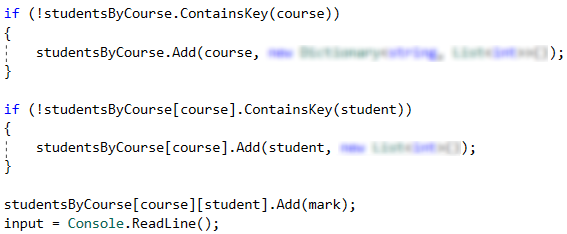 if (!studentsByCourse.ContainsKey(course))
{
studentsByCourse.Add(course, );
}
if (!studentsByCourse[course].ContainsKey(student))
{
studentsByCourse[course].Add(student, );
}
studentsByCourse[course][student].Add(mark);
input = Console.ReadLine();